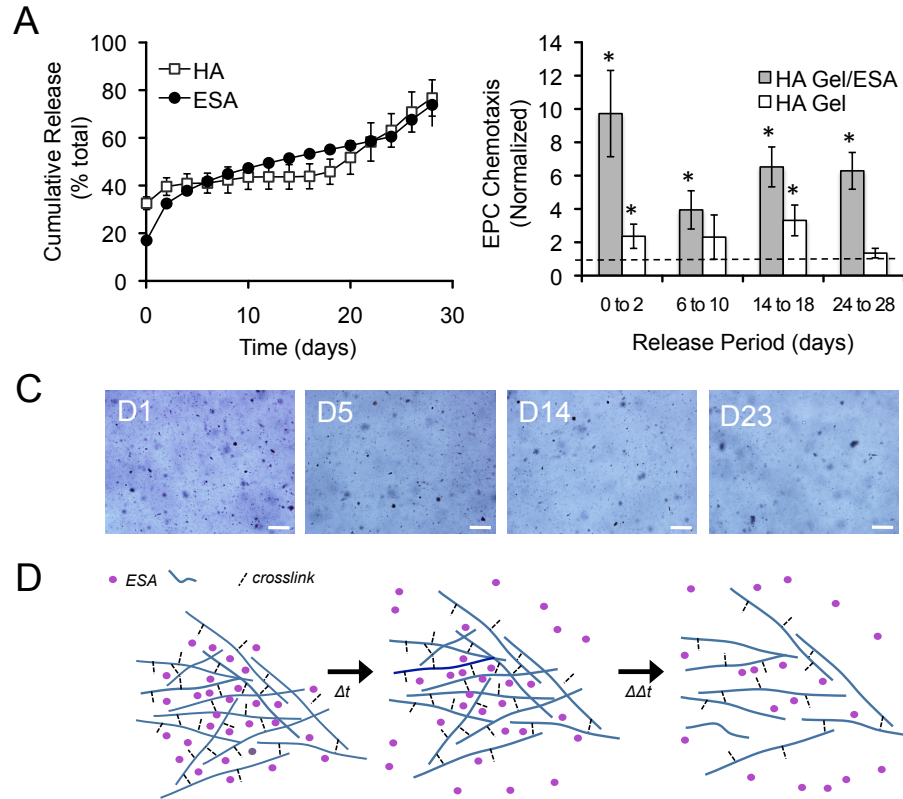 A
Cumulative Release
(% total)
100
80
60
40
20
0
HA
ESA
0
10
20
30
Time (days)
EPC Chemotaxis
(Normalized)
14
12
10
8
6
4
2
0
HA Gel/ESA
HA Gel
*
*
*
*
*
*
0 to 2
6 to 10
14 to 18
24 to 28
Release Period (days)
C
D1
D5
D14
D23
D
ESA
crosslink
Δt
ΔΔt